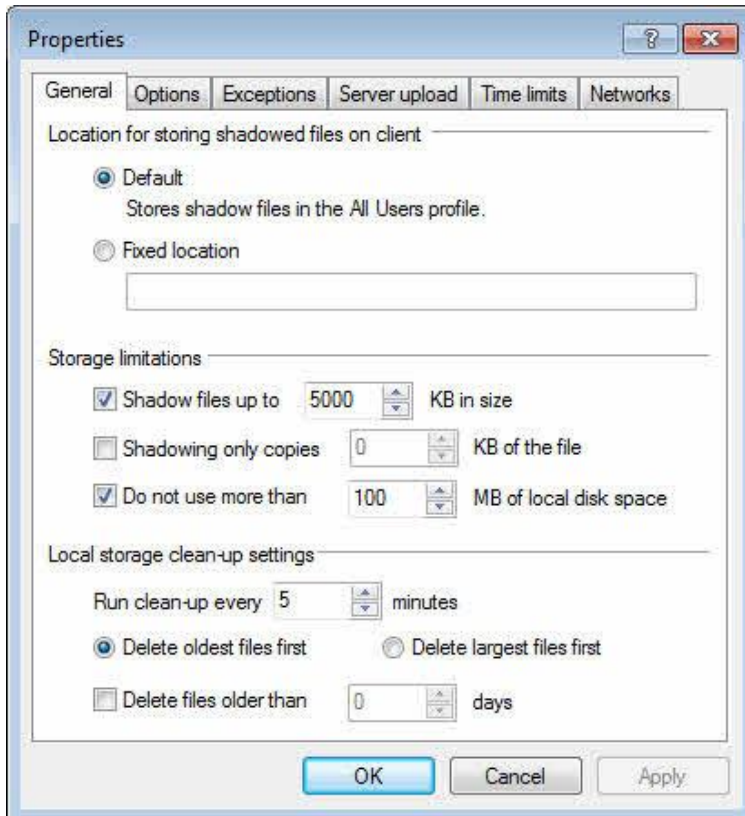 Properties
General Options Exceptions Server upload Time limits Networks
Location for storing shadowed files on client
Default
Stores shadow files in the All Users profile.
Fixed location
Storage limitations
Shadow files up to 5000 KB in size
Shadowing only copies 0 KB of the file
Do not use more than 100 MB of local disk space
Local storage clean-up settings
Run clean-up every 5 minutes
Delete oldest files first Delete largest files first
Delete files older than 0 days
OK Cancel Apply